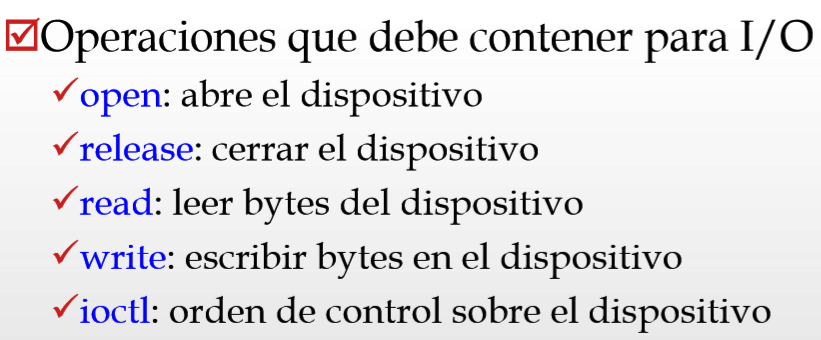 Operaciones que debe contener para I/O
open: abre el dispositivo
release: cerrar el dispositivo
read: leer bytes del dispositivo
write: escribir bytes en el dispositivo
ioctl: orden de control sobre el dispositivo